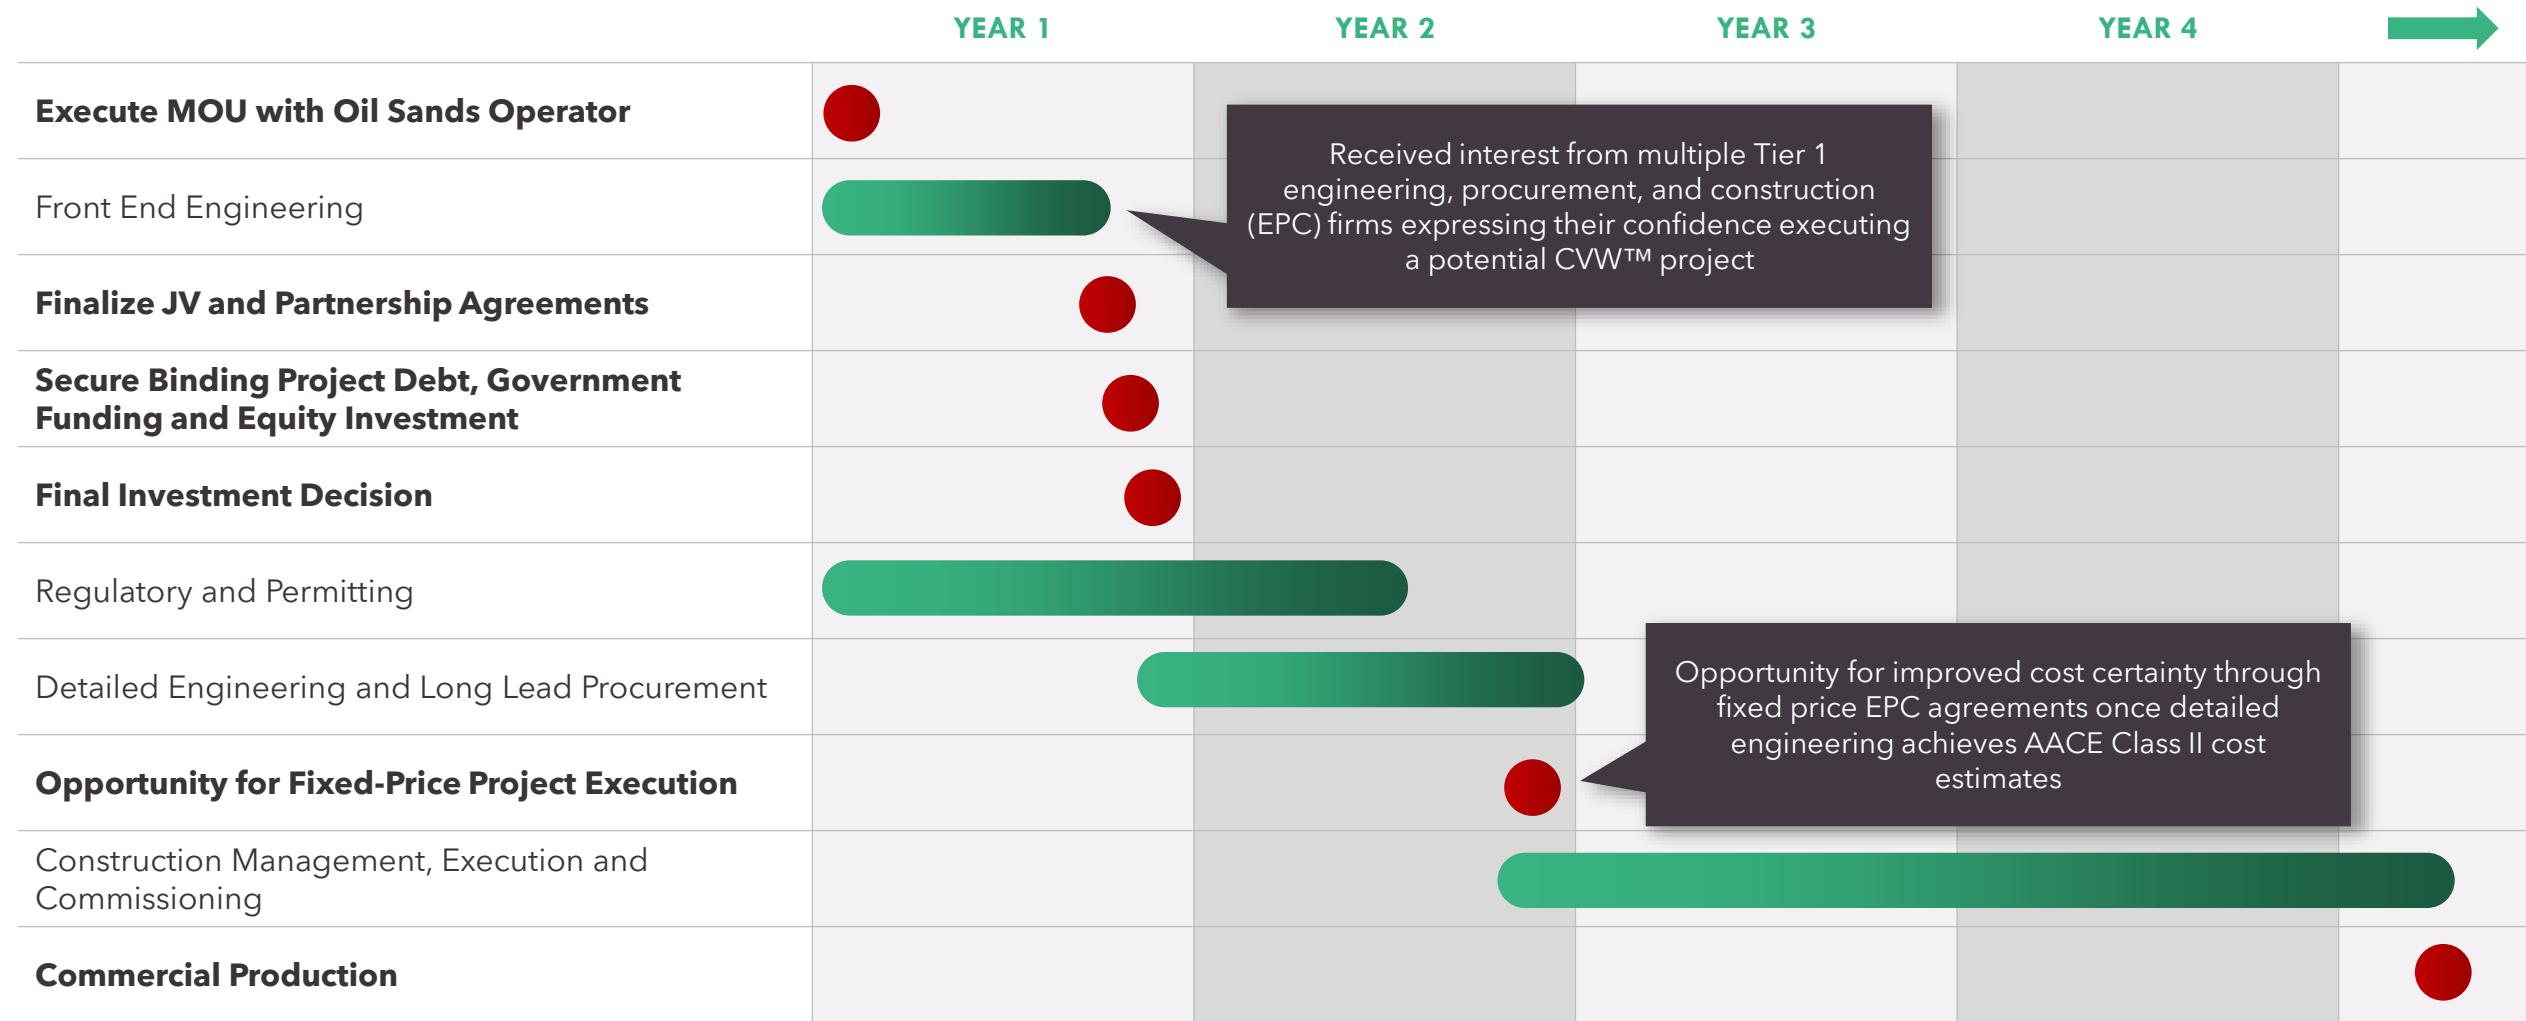 YEAR 1
YEAR 2
YEAR 3
YEAR 4
Execute MOU with Oil Sands Operator
Received interest from multiple Tier 1
engineering, procurement, and construction
(EPC) firms expressing their confidence executing
a potential CVW™ project
Front End Engineering
Finalize JV and Partnership Agreements
Secure Binding Project Debt, Government
Funding and Equity Investment
Final Investment Decision
Regulatory and Permitting
Detailed Engineering and Long Lead Procurement
Opportunity for improved cost certainty through
fixed price EPC agreements once detailed
engineering achieves AACE Class II cost
estimates
Opportunity for Fixed-Price Project Execution
Construction Management, Execution and
Commissioning
Commercial Production